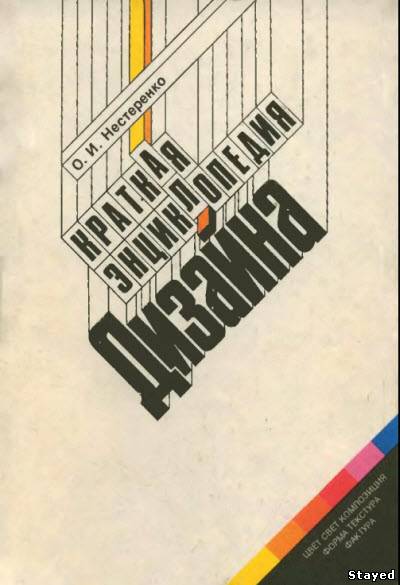 О. И. Нестеренко
КРАТКАЯ
ЭНЦИКЛОПЕДИЯ
Дизайна
ЦВЕТ СВЕТ КОМПОЗИЦИЯ
ФОРМА ТЕКСТУРА
ФАКТУРА
Stayed